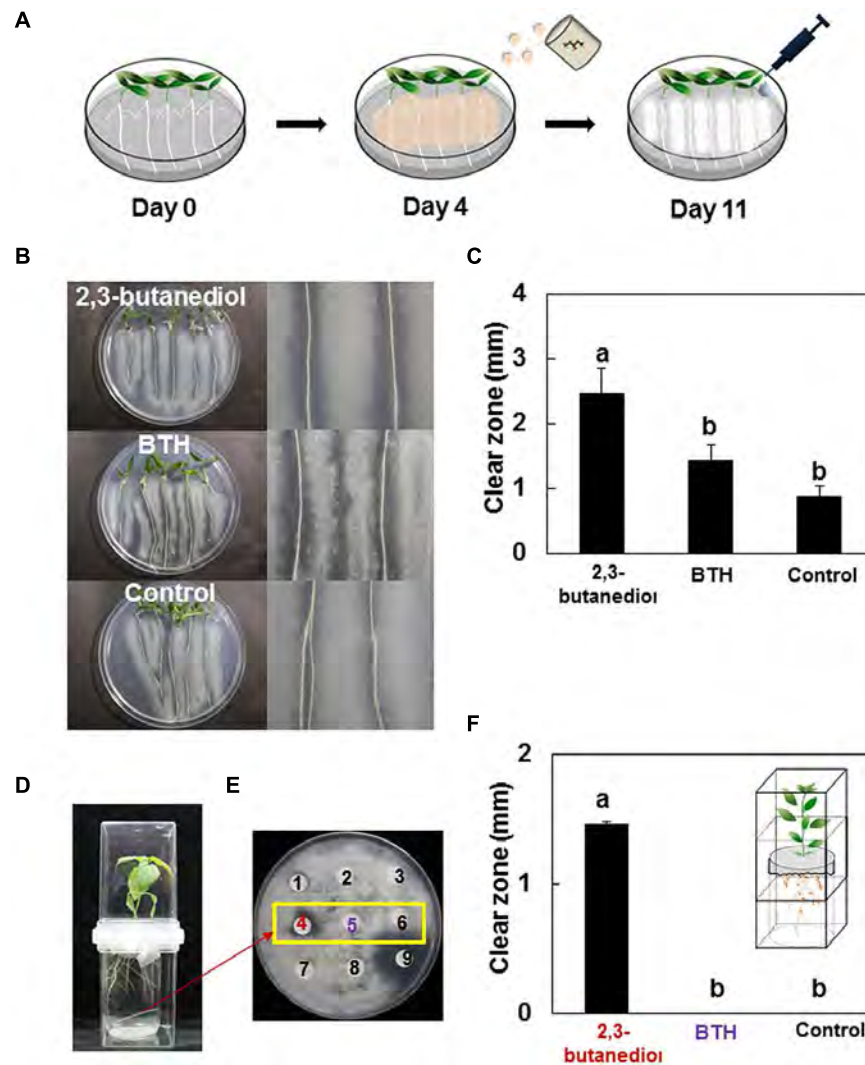 A
Day 0
Day 4
Day 11
B
2,3-butanediol
BTH
Control
C
Clear zone (mm)
4
3
2
1
0
a
b
b
2,3-
butanediol
BTH
Control
D
E
1
2
3
4
5
6
7
8
9
F
Clear zone (mm)
2
1
0
a
b
b
2,3-
butanediol
BTH
Control